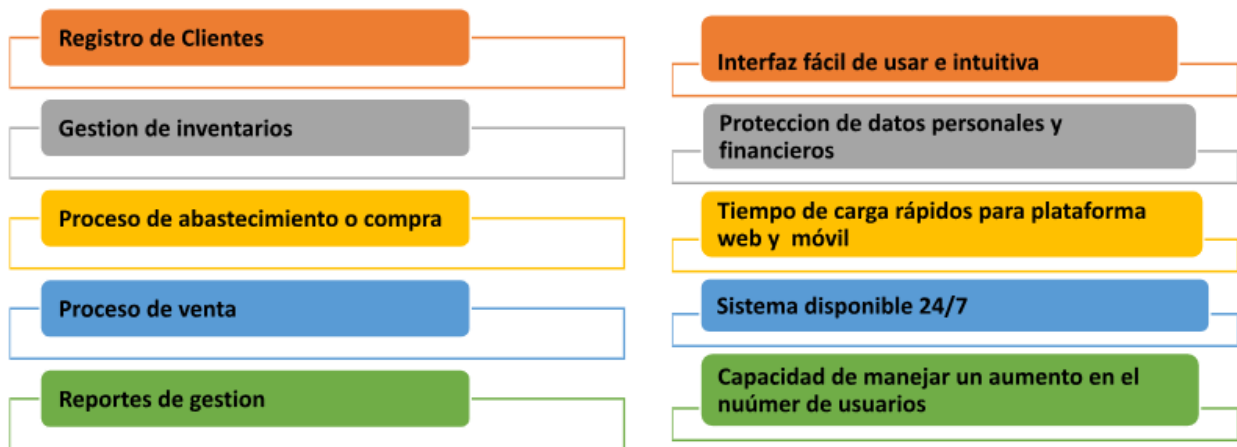 Registro de Clientes
Gestion de inventarios
Proceso de abastecimiento o compra
Proceso de venta
Reportes de gestion
Interfaz fácil de usar e intuitiva
Proteccion de datos personales y
financieros
Tiempo de carga rápidos para plataforma
web y  móvil
Sistema disponible 24/7
Capacidad de manejar un aumento en el
nuúmer de usuarios